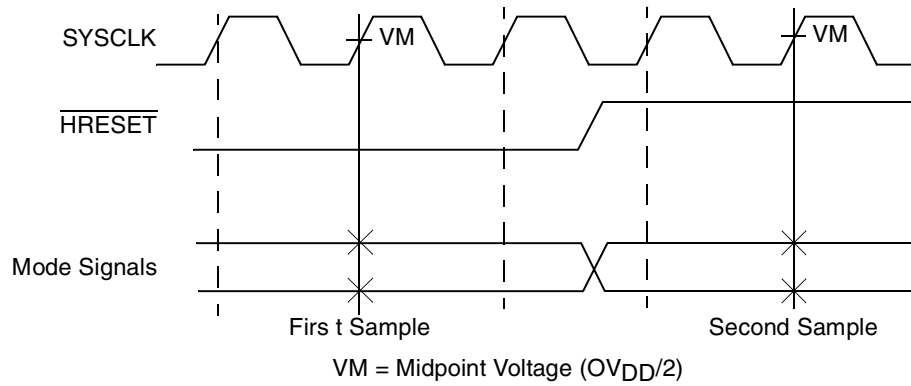 SYSCLK
VM
VM
HRESET
Mode Signals
Firs t Sample
Second Sample
VM = Midpoint Voltage (OVDD/2)